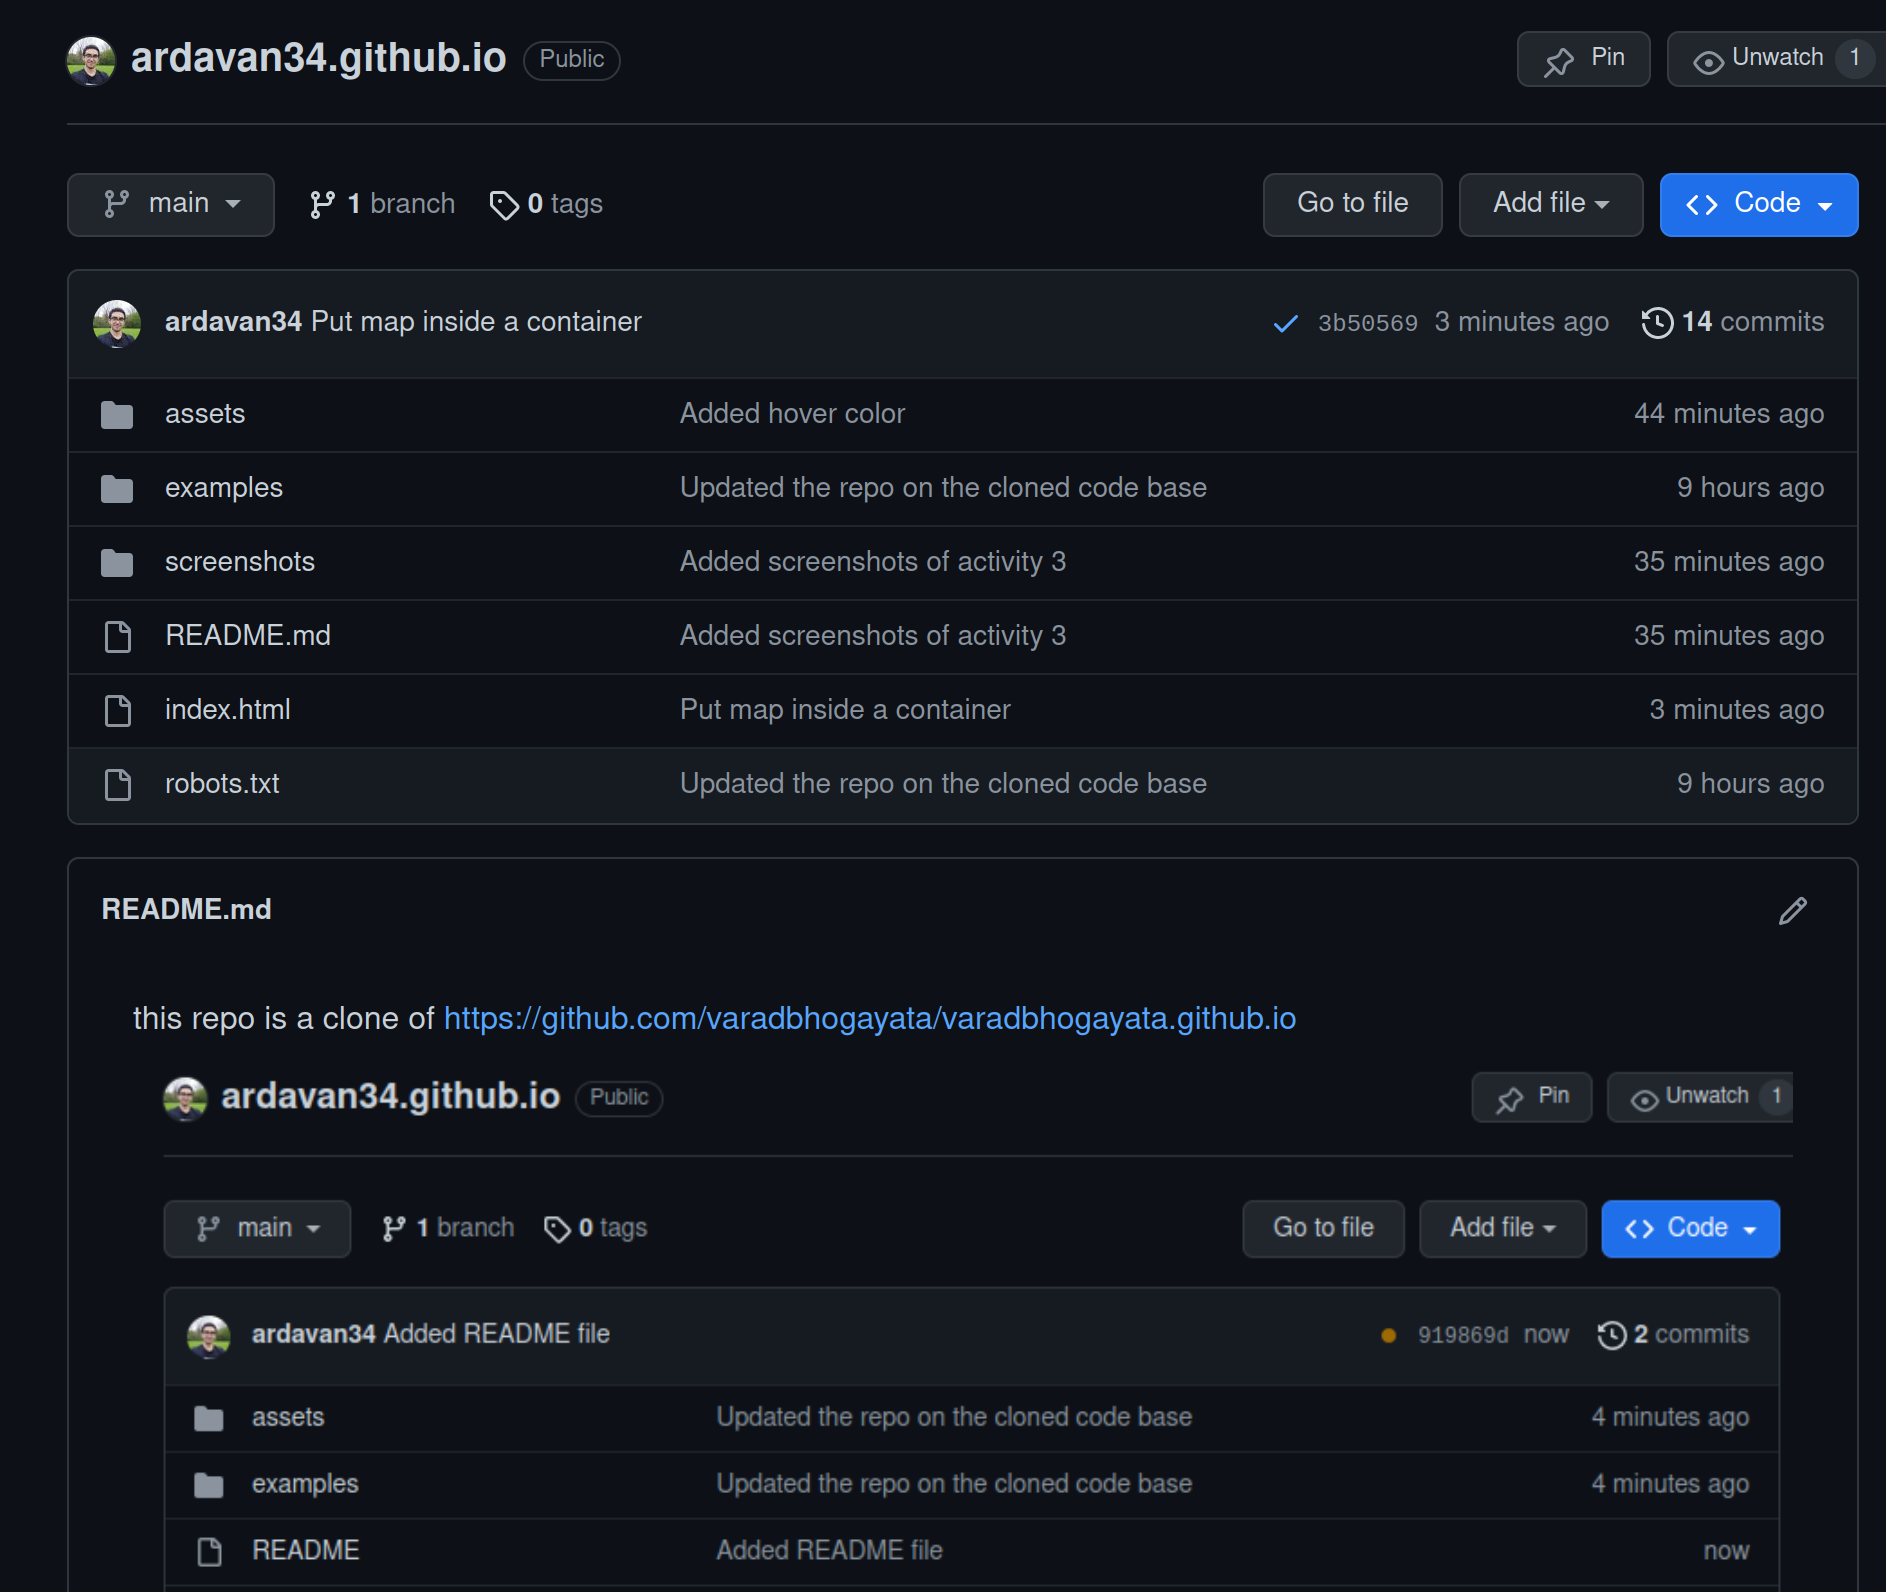 ardavan34.github.io Public Pin Unwatch 1
main 1 branch 0 tags Go to file Add file Code
ardavan34 Put map inside a container 3b50569 3 minutes ago 14 commits
assets Added hover color 44 minutes ago
examples Updated the repo on the cloned code base 9 hours ago
screenshots Added screenshots of activity 3 35 minutes ago
README.md Added screenshots of activity 3 35 minutes ago
index.html Put map inside a container 3 minutes ago
robots.txt Updated the repo on the cloned code base 9 hours ago
README.md
this repo is a clone of https://github.com/varadbhogayata/varadbhogayata.github.io
ardavan34.github.io Public Pin Unwatch 1
main 1 branch 0 tags Go to file Add file Code
ardavan34 Added README file 919869d now 2 commits
assets Updated the repo on the cloned code base 4 minutes ago
examples Updated the repo on the cloned code base 4 minutes ago
README Added README file now